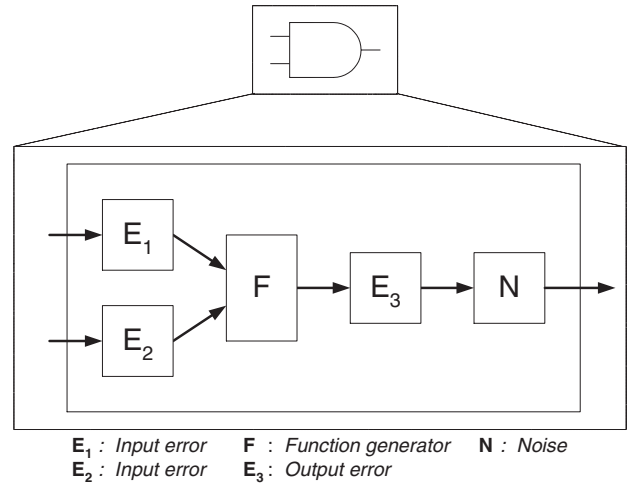 E₁
F
E₃
N
E₂
E₁ : Input error F : Function generator N : Noise
E₂ : Input error E₃ : Output error